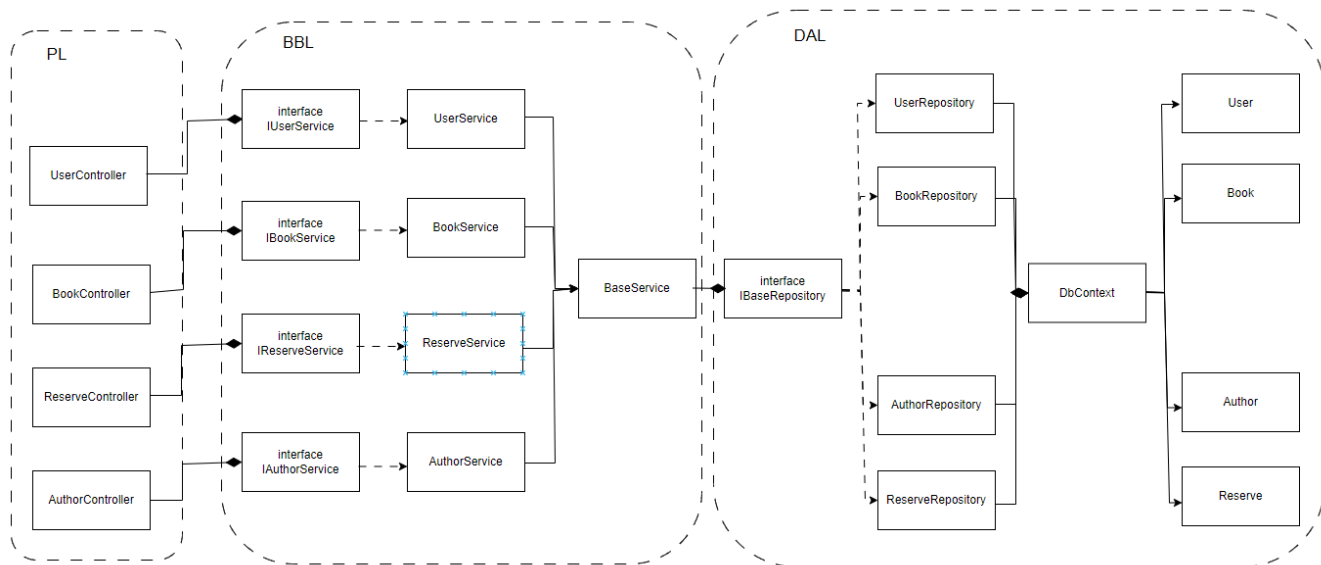 PL
BBL
DAL
UserController
BookController
ReserveController
AuthorController
interface
IUserService
interface
IBookService
interface
IReserveService
interface
IAuthorService
UserService
BookService
ReserveService
AuthorService
BaseService
interface
IBaseRepository
UserRepository
BookRepository
AuthorRepository
ReserveRepository
DbContext
User
Book
Author
Reserve